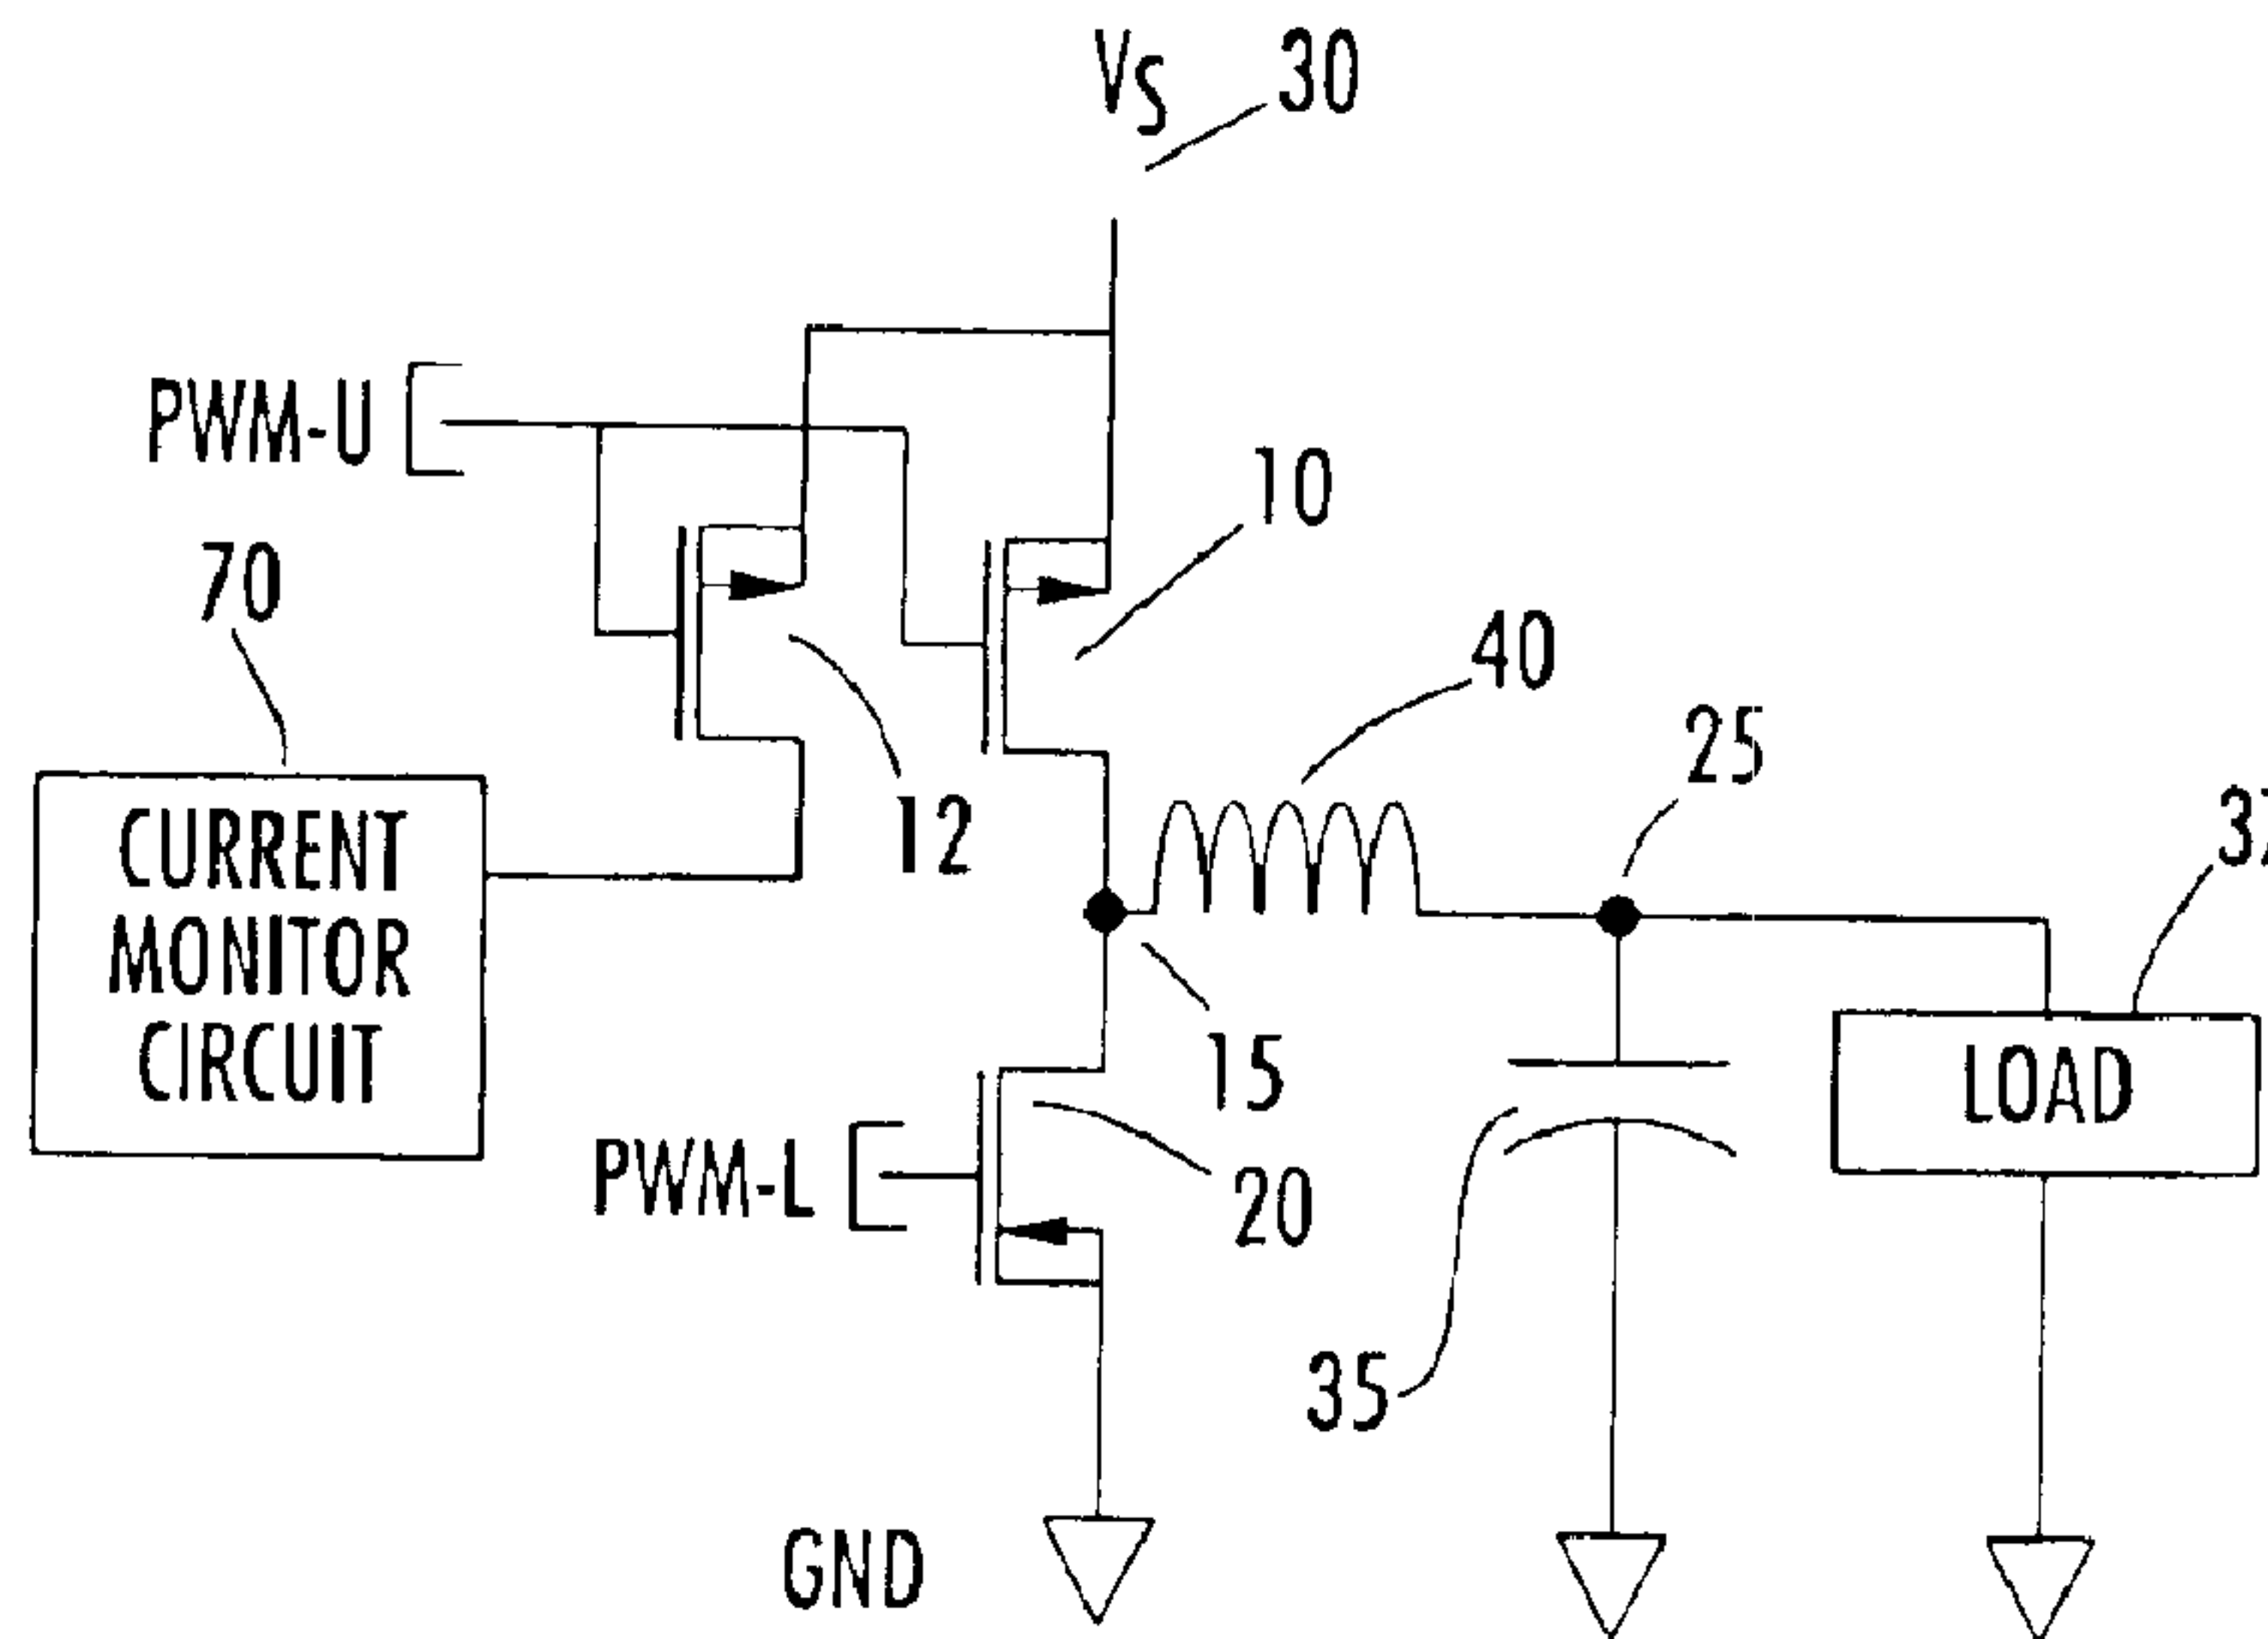 VS
30
PWM-U
10
70
40
25
12
CURRENT
MONITOR
CIRCUIT
15
LOAD
PWM-L
20
35
GND